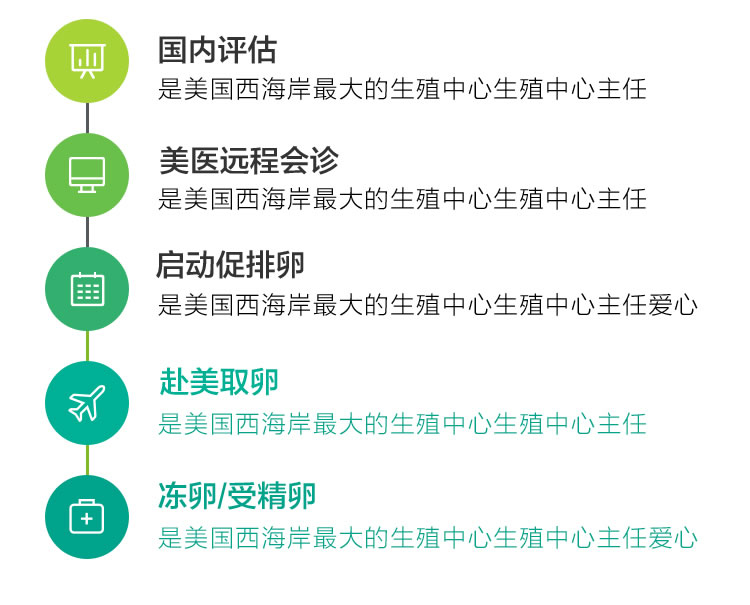 国内评估
是美国西海岸最大的生殖中心生殖中心主任
美医远程会诊
是美国西海岸最大的生殖中心生殖中心主任
启动促排卵
是美国西海岸最大的生殖中心生殖中心主任爱心
赴美取卵
是美国西海岸最大的生殖中心生殖中心主任
冻卵/受精卵
是美国西海岸最大的生殖中心生殖中心主任爱心